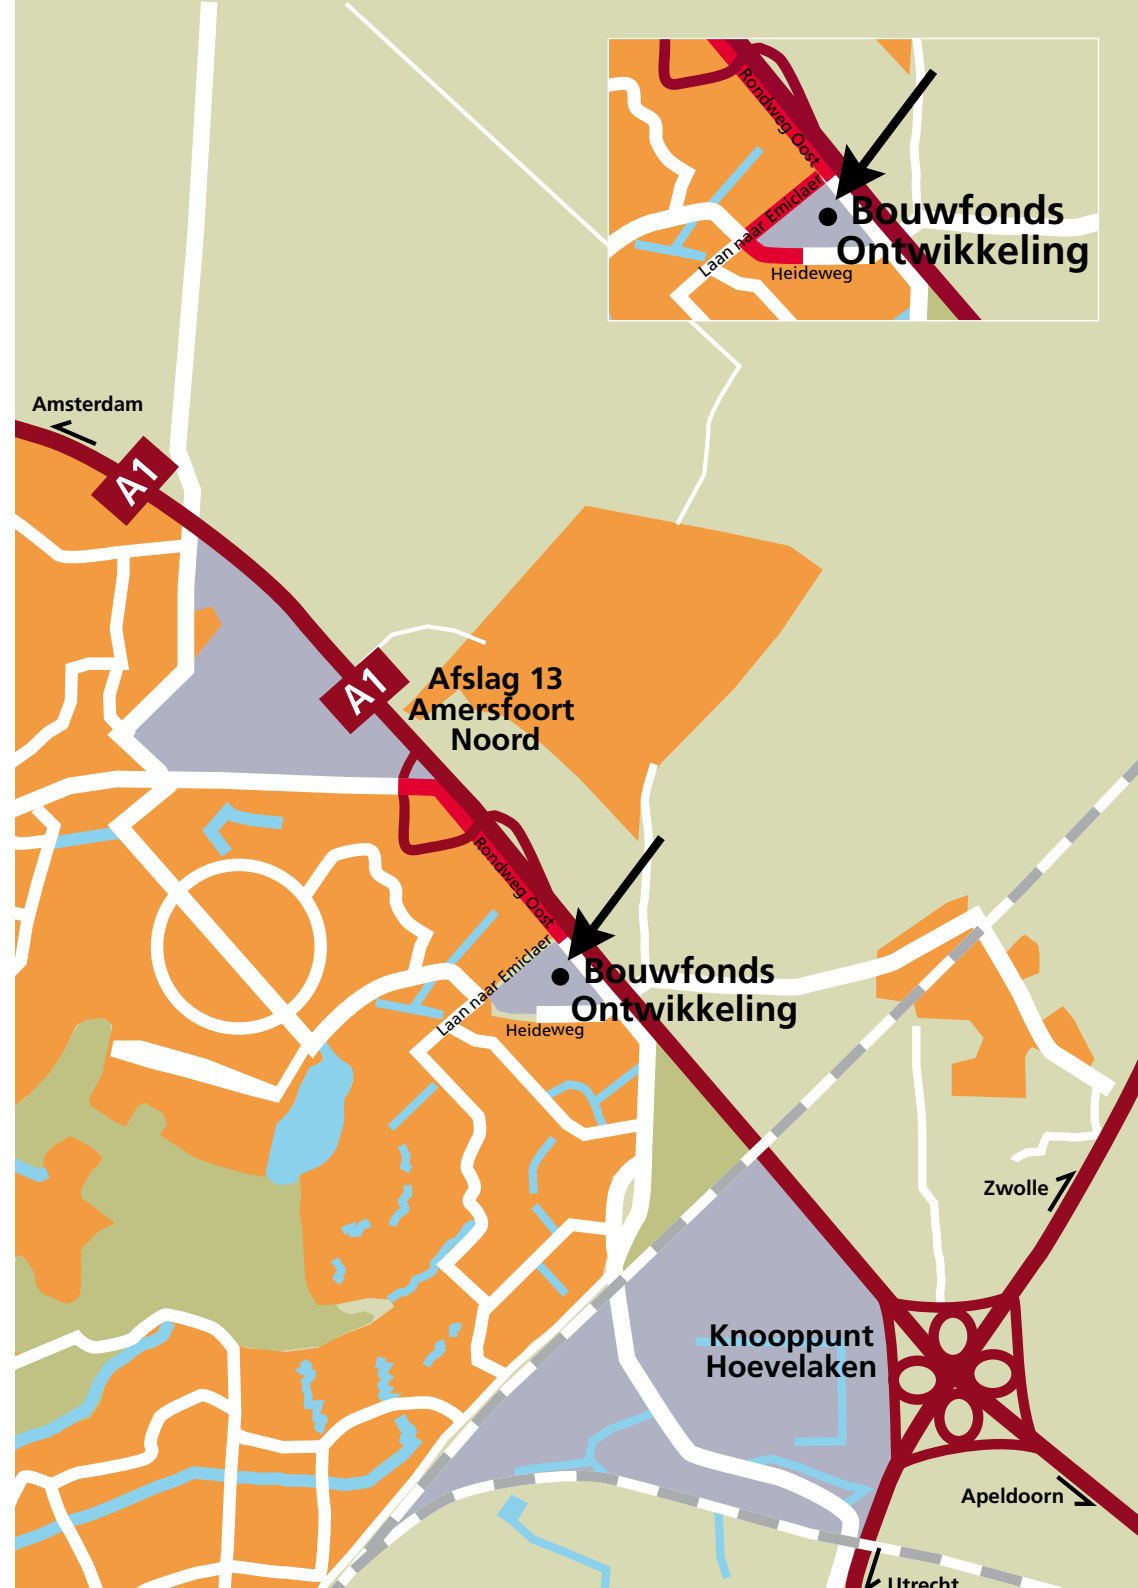 Rondweg Oost
Laan naar Emiclaer
Bouwfonds
Ontwikkeling
Heideweg
Amsterdam
A1
A1
Afslag 13
Amersfoort
Noord
Rondweg Oost
Laan naar Emiclaer
Bouwfonds
Ontwikkeling
Heideweg
Zwolle
Knooppunt
Hoevelaken
Apeldoorn
Utrecht